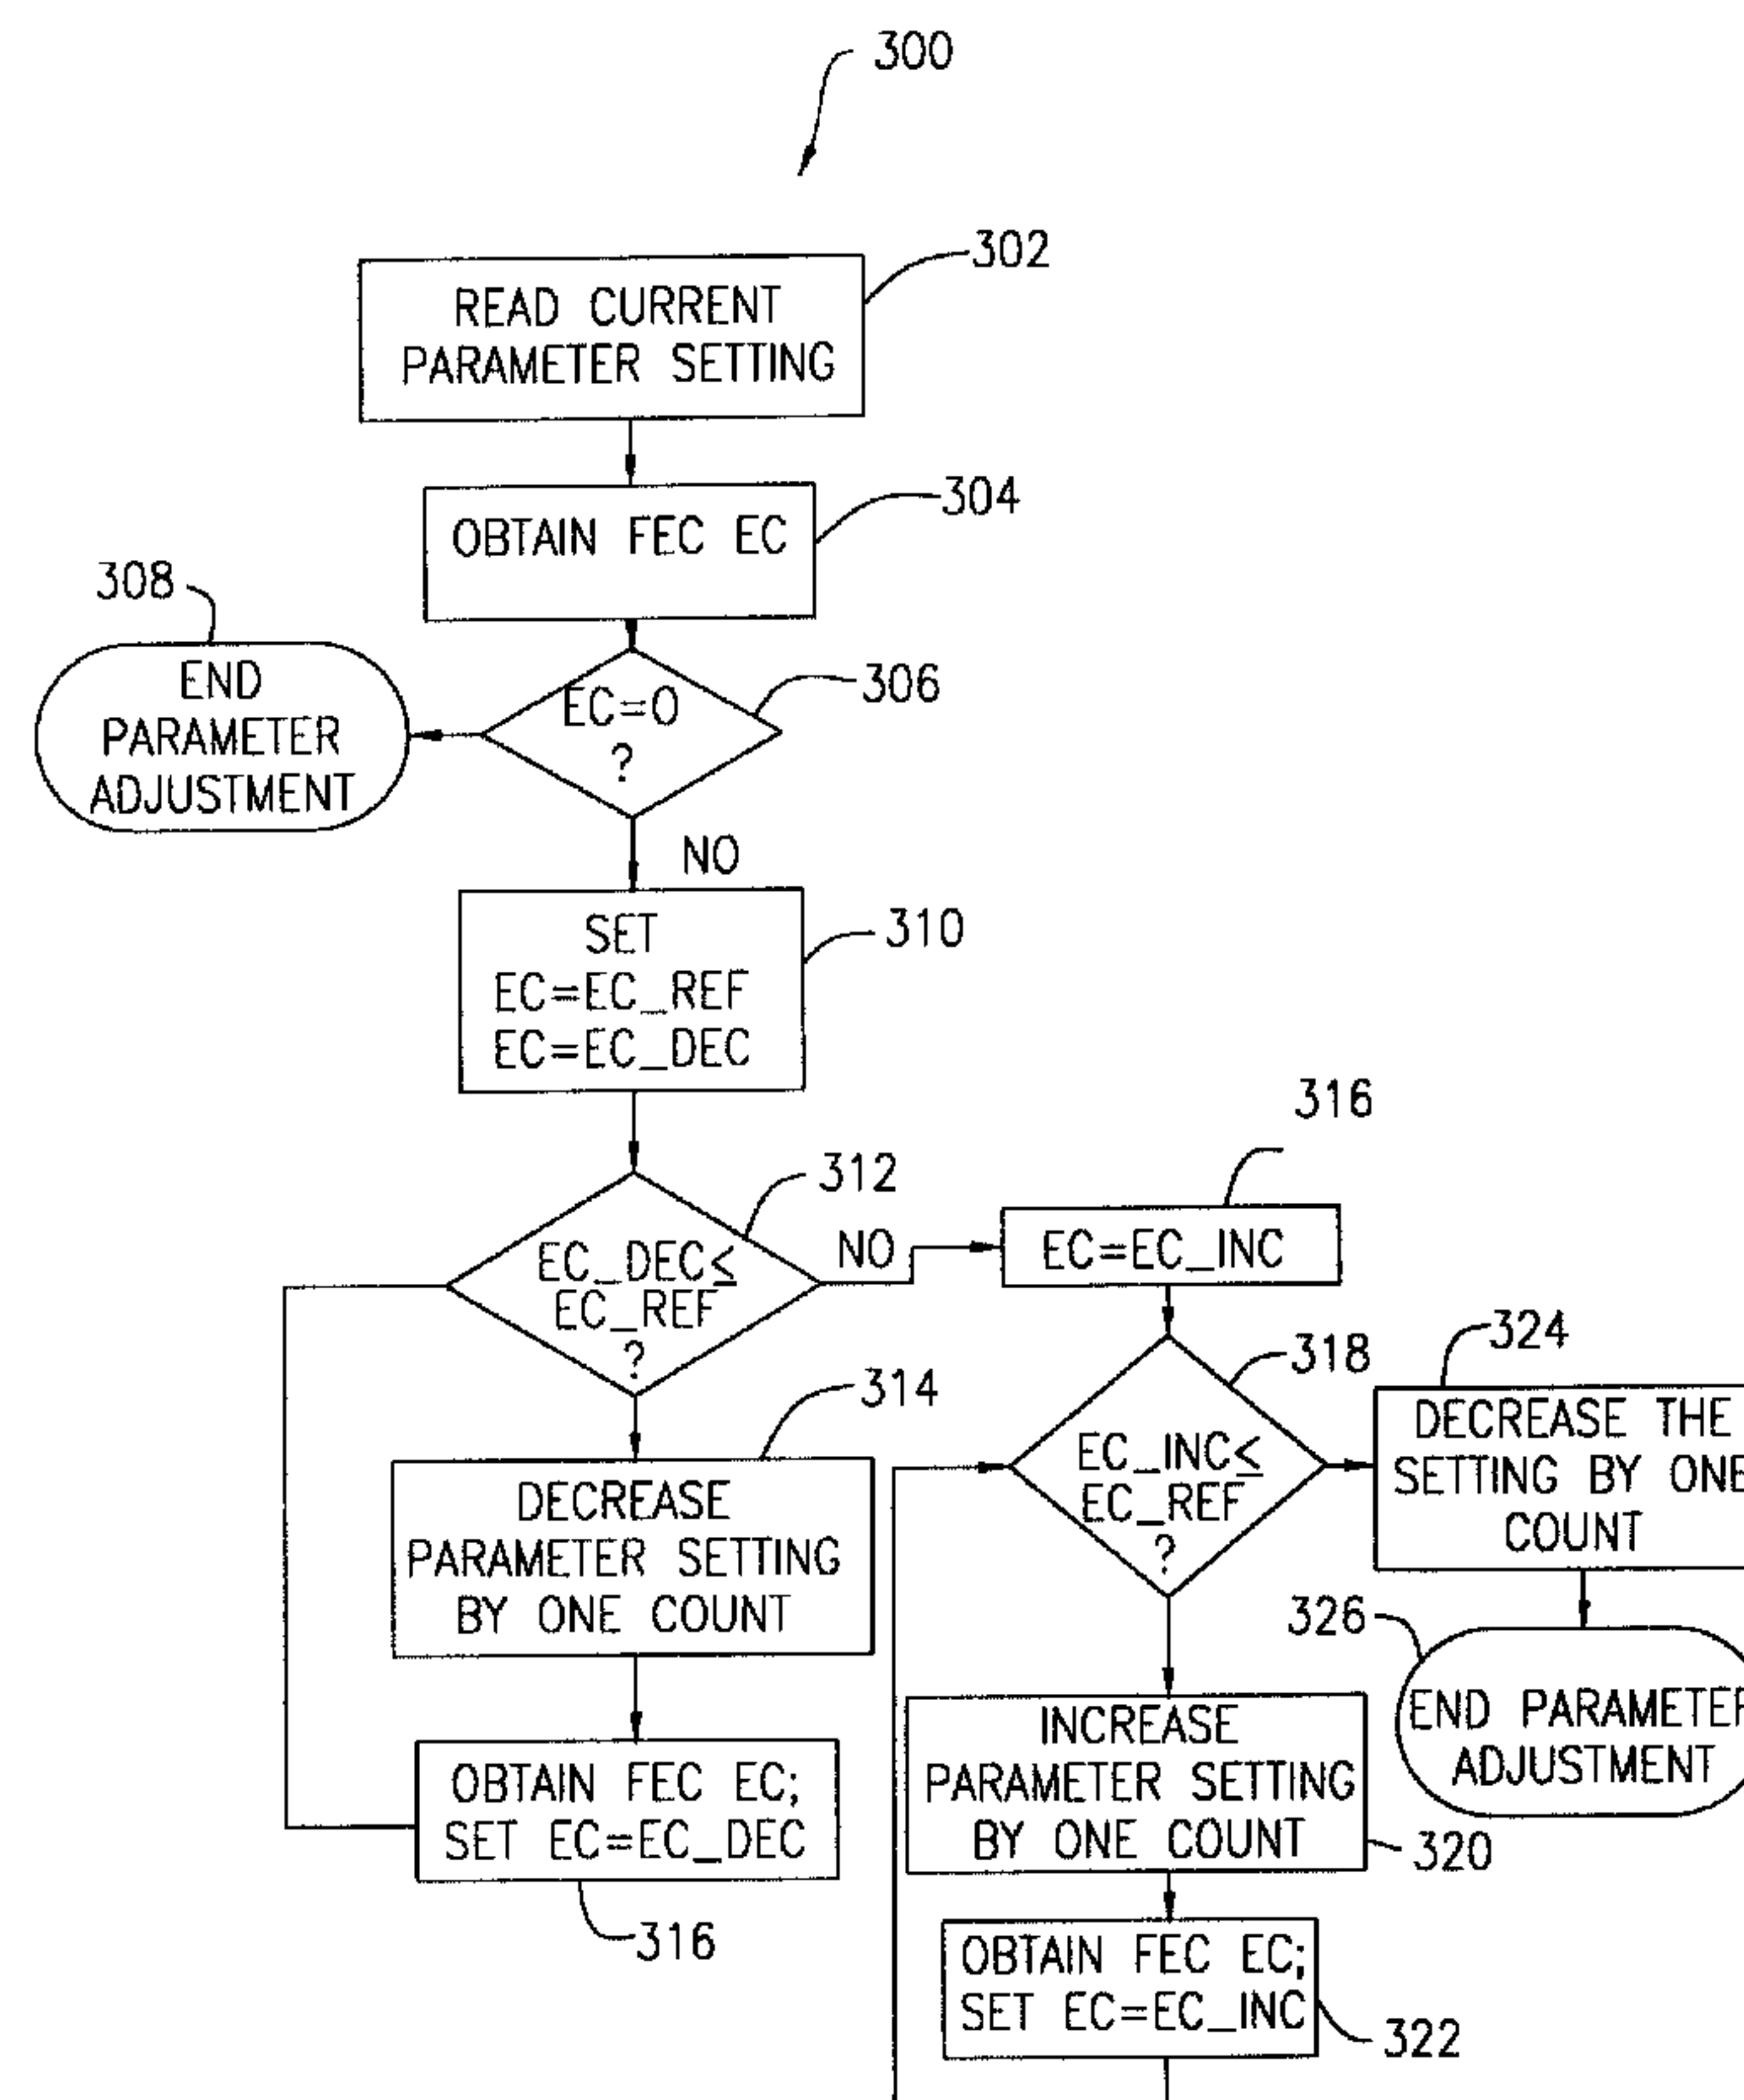 300
302
READ CURRENT
PARAMETER SETTING
304
OBTAIN FEC EC
308
END
PARAMETER
ADJUSTMENT
306
EC=0
?
NO
310
SET
EC=EC_REF
EC=EC_DEC
312
EC_DEC≤
EC_REF
?
NO
316
EC=EC_INC
314
DECREASE
PARAMETER SETTING
BY ONE COUNT
318
EC_INC≤
EC_REF
?
324
DECREASE THE
SETTING BY ONE
COUNT
326
END PARAMETER
ADJUSTMENT
OBTAIN FEC EC;
SET EC=EC_DEC
316
INCREASE
PARAMETER SETTING
BY ONE COUNT
320
OBTAIN FEC EC;
SET EC=EC_INC
322